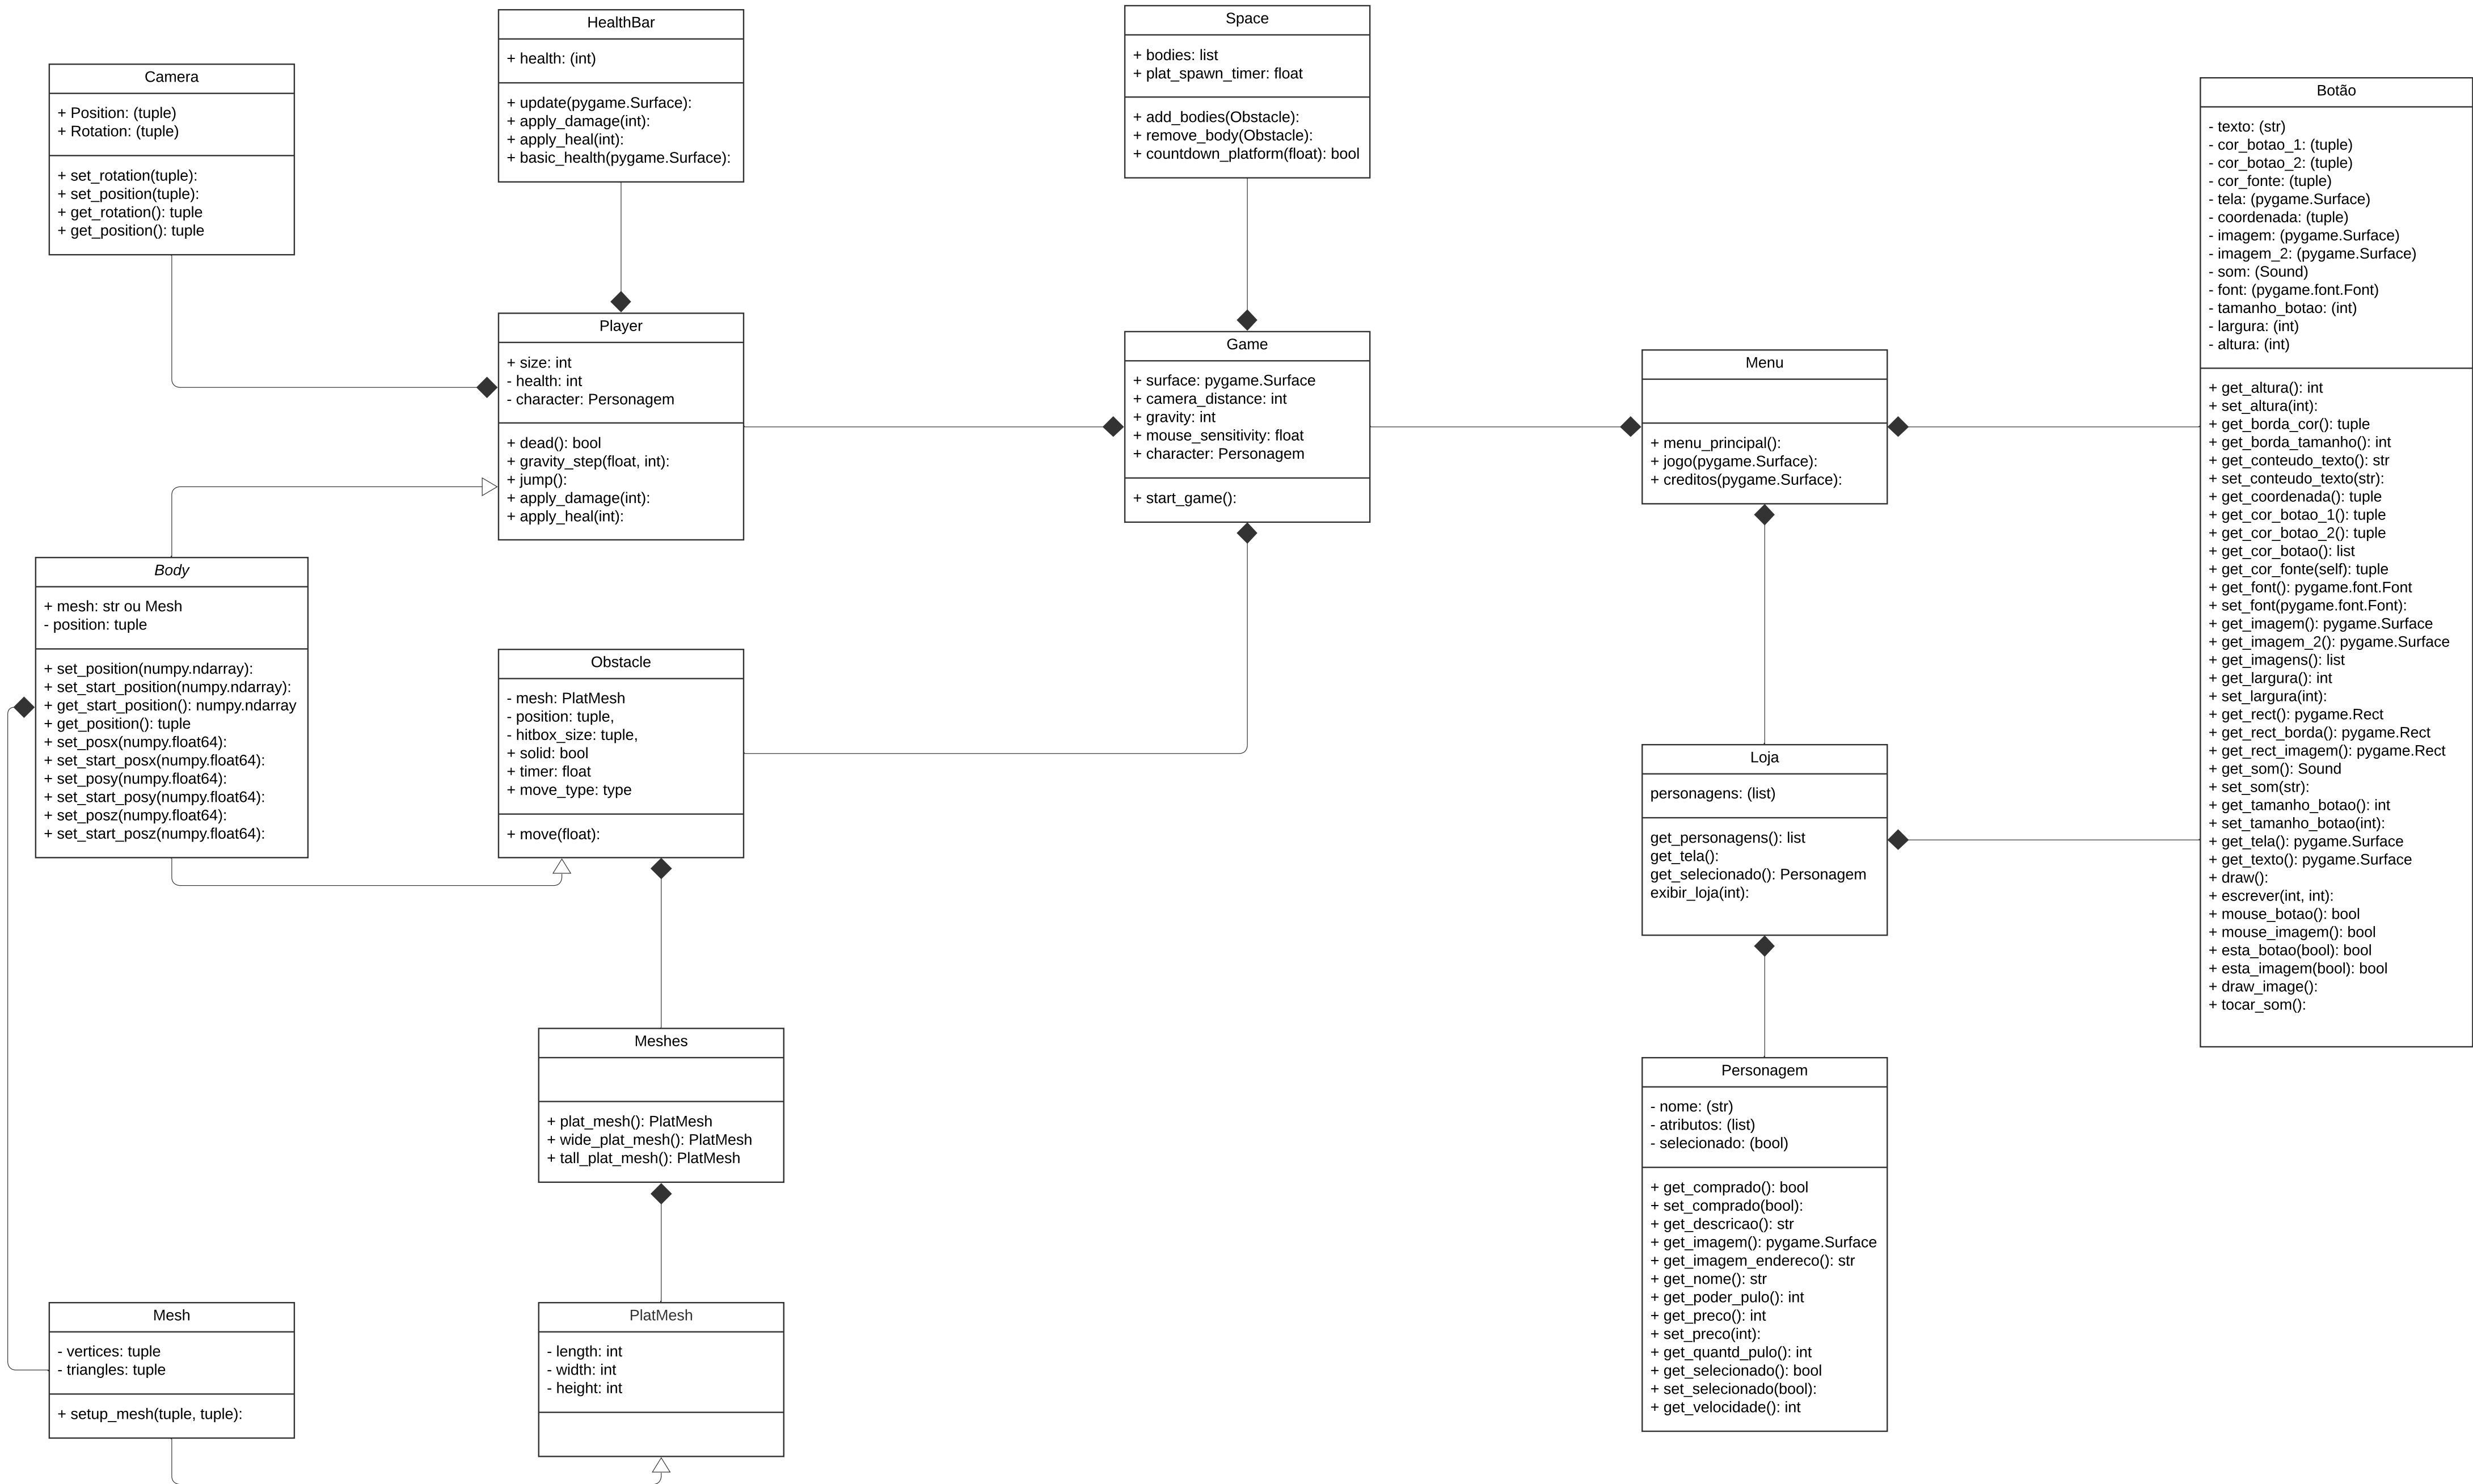 HealthBar
+ health: (int)
+ update(pygame.Surface):
+ apply_damage(int):
+ apply_heal(int):
+ basic_health(pygame.Surface):
Space
+ bodies: list
+ plat_spawn_timer: float
+ add_bodies(Obstacle):
+ remove_body(Obstacle):
+ countdown_platform(float): bool
Camera
+ Position: (tuple)
+ Rotation: (tuple)
+ set_rotation(tuple):
+ set_position(tuple):
+ get_rotation(): tuple
+ get_position(): tuple
Botão
- texto: (str)
- cor_botao_1: (tuple)
- cor_botao_2: (tuple)
- cor_fonte: (tuple)
- tela: (pygame.Surface)
- coordenada: (tuple)
- imagem: (pygame.Surface)
- imagem_2: (pygame.Surface)
- som: (Sound)
- font: (pygame.font.Font)
- tamanho_botao: (int)
- largura: (int)
- altura: (int)
+ get_altura(): int
+ set_altura(int):
+ get_borda_cor(): tuple
+ get_borda_tamanho(): int
+ get_conteudo_texto(): str
+ set_conteudo_texto(str):
+ get_coordenada(): tuple
+ get_cor_botao_1(): tuple
+ get_cor_botao_2(): tuple
+ get_cor_botao(): list
+ get_cor_fonte(self): tuple
+ get_font(): pygame.font.Font
+ set_font(pygame.font.Font):
+ get_imagem(): pygame.Surface
+ get_imagem_2(): pygame.Surface
+ get_imagens(): list
+ get_largura(): int
+ set_largura(int):
+ get_rect(): pygame.Rect
+ get_rect_borda(): pygame.Rect
+ get_rect_imagem(): pygame.Rect
+ get_som(): Sound
+ set_som(str):
+ get_tamanho_botao(): int
+ set_tamanho_botao(int):
+ get_tela(): pygame.Surface
+ get_texto(): pygame.Surface
+ draw():
+ escrever(int, int):
+ mouse_botao(): bool
+ mouse_imagem(): bool
+ esta_botao(bool): bool
+ esta_imagem(bool): bool
+ draw_image():
+ tocar_som():
Player
+ size: int
- health: int
- character: Personagem
+ dead(): bool
+ gravity_step(float, int):
+ jump():
+ apply_damage(int):
+ apply_heal(int):
Game
+ surface: pygame.Surface
+ camera_distance: int
+ gravity: int
+ mouse_sensitivity: float
+ character: Personagem
+ start_game():
Menu
+ menu_principal():
+ jogo(pygame.Surface):
+ creditos(pygame.Surface):
Body
+ mesh: str ou Mesh
- position: tuple
+ set_position(numpy.ndarray):
+ set_start_position(numpy.ndarray):
+ get_start_position(): numpy.ndarray
+ get_position(): tuple
+ set_posx(numpy.float64):
+ set_start_posx(numpy.float64):
+ set_posy(numpy.float64):
+ set_start_posy(numpy.float64):
+ set_posz(numpy.float64):
+ set_start_posz(numpy.float64):
Obstacle
- mesh: PlatMesh
- position: tuple,
- hitbox_size: tuple,
+ solid: bool
+ timer: float
+ move_type: type
+ move(float):
Loja
personagens: (list)
get_personagens(): list
get_tela():
get_selecionado(): Personagem
exibir_loja(int):
Meshes
+ plat_mesh(): PlatMesh
+ wide_plat_mesh(): PlatMesh
+ tall_plat_mesh(): PlatMesh
Personagem
- nome: (str)
- atributos: (list)
- selecionado: (bool)
+ get_comprado(): bool
+ set_comprado(bool):
+ get_descricao(): str
+ get_imagem(): pygame.Surface
+ get_imagem_endereco(): str
+ get_nome(): str
+ get_poder_pulo(): int
+ get_preco(): int
+ set_preco(int):
+ get_quantd_pulo(): int
+ get_selecionado(): bool
+ set_selecionado(bool):
+ get_velocidade(): int
Mesh
- vertices: tuple
- triangles: tuple
+ setup_mesh(tuple, tuple):
PlatMesh
- length: int
- width: int
- height: int